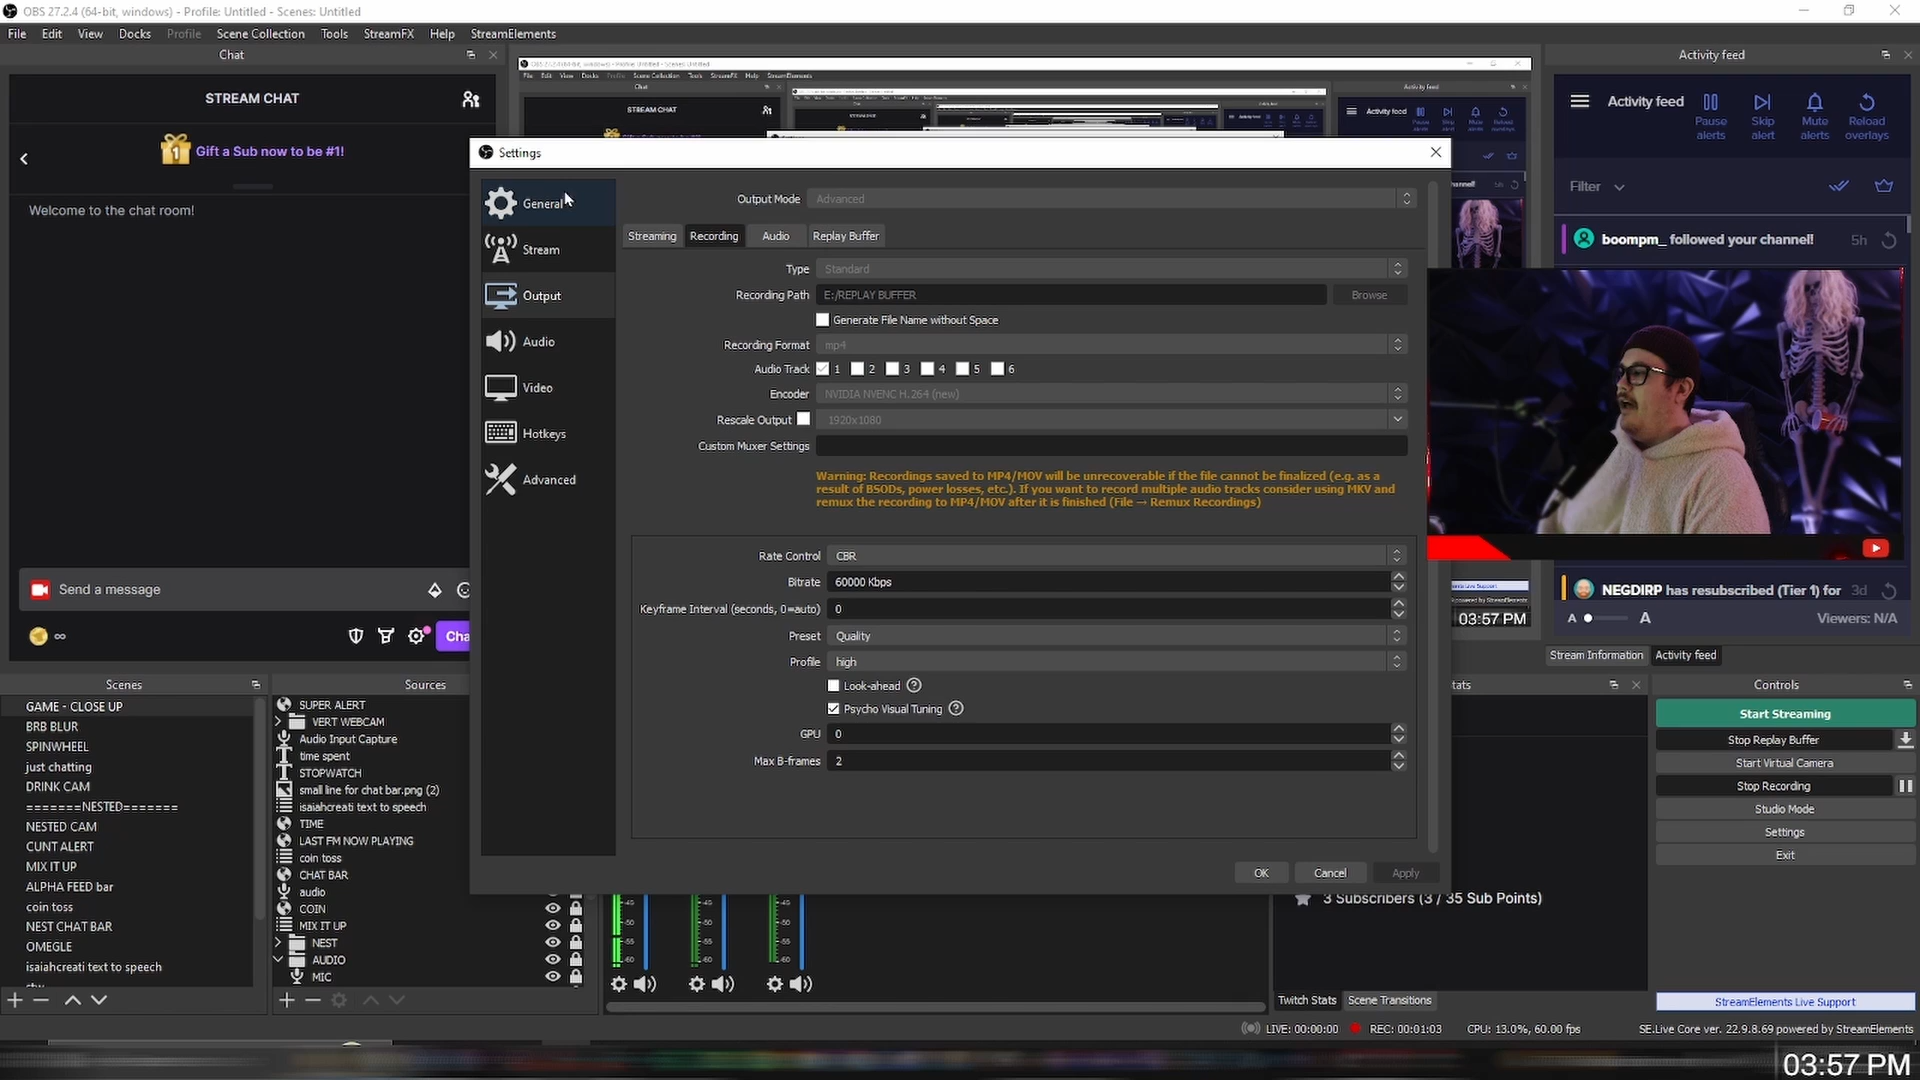 OBS 27.2.4 (64-bit, windows) - Profile: Untitled - Scenes: Untitled
File Edit View Docks Profile Scene Collection Tools StreamFX Help StreamElements
Chat
STREAM CHAT
1
Gift a Sub now to be #1!
Welcome to the chat room!
Send a message
∞
Cha
Scenes
GAME - CLOSE UP
BRB BLUR
SPINWHEEL
just chatting
DRINK CAM
=======NESTED=======
NESTED CAM
CUNT ALERT
MIX IT UP
ALPHA FEED bar
coin toss
NEST CHAT BAR
OMEGLE
isaiahcreati text to speech
Sources
SUPER ALERT
VERT WEBCAM
Audio Input Capture
time spent
STOPWATCH
small line for chat bar.png (2)
isaiahcreati text to speech
TIME
LAST FM NOW PLAYING
coin toss
CHAT BAR
audio
COIN
MIX IT UP
NEST
AUDIO
MIC
Settings
General
Stream
Output
Audio
Video
Hotkeys
Advanced
Output Mode Advanced
Streaming Recording Audio Replay Buffer
Type Standard
Recording Path E:/REPLAY BUFFER Browse
Generate File Name without Space
Recording Format mp4
Audio Track 1 2 3 4 5 6
Encoder NVIDIA NVENC H.264 (new)
Rescale Output 1920x1080
Custom Muxer Settings
Warning: Recordings saved to MP4/MOV will be unrecoverable if the file cannot be finalized (e.g. as a
result of BSODs, power losses, etc.). If you want to record multiple audio tracks consider using MKV and
remux the recording to MP4/MOV after it is finished (File → Remux Recordings)
Rate Control CBR
Bitrate 60000 Kbps
Keyframe Interval (seconds, 0=auto) 0
Preset Quality
Profile high
Look-ahead ?
Psycho Visual Tuning ?
GPU 0
Max B-frames 2
OK Cancel Apply
-45 -45 -45
-50 -50 -50
-55 -55 -55
-60 -60 -60
Activity feed
Activity feed
Pause alerts
Skip alert
Mute alerts
Reload overlays
Filter
boompm_ followed your channel! 5h
NEGDIRP has resubscribed (Tier 1) for 3d
A A Viewers: N/A
03:57 PM
Stream Information Activity feed
tats
3 Subscribers (3 / 35 Sub Points)
Twitch Stats Scene Transitions
Controls
Start Streaming
Stop Replay Buffer
Start Virtual Camera
Stop Recording
Studio Mode
Settings
Exit
StreamElements Live Support
LIVE: 00:00:00 REC: 00:01:03 CPU: 13.0%, 60.00 fps SE.Live Core ver. 22.9.8.69 powered by StreamElements
03:57 PM